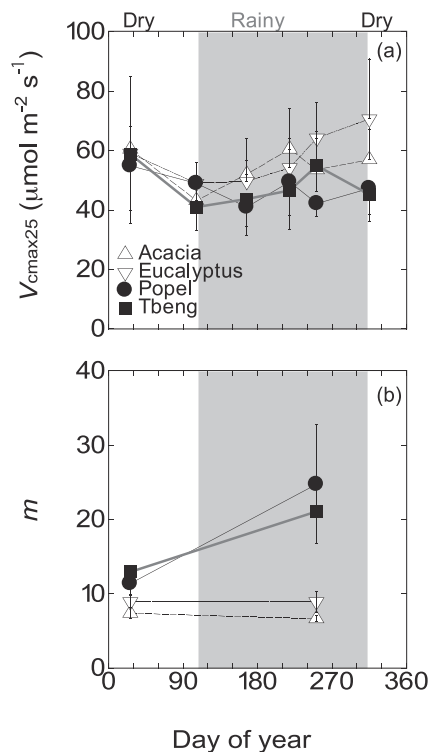 Dry Rainy Dry
(a)
100
80
60
40
20
0
Vcmax25 (μmol m⁻² s⁻¹)
Acacia
Eucalyptus
Popel
Tbeng
(b)
40
30
20
10
0
m
0 90 180 270 360
Day of year